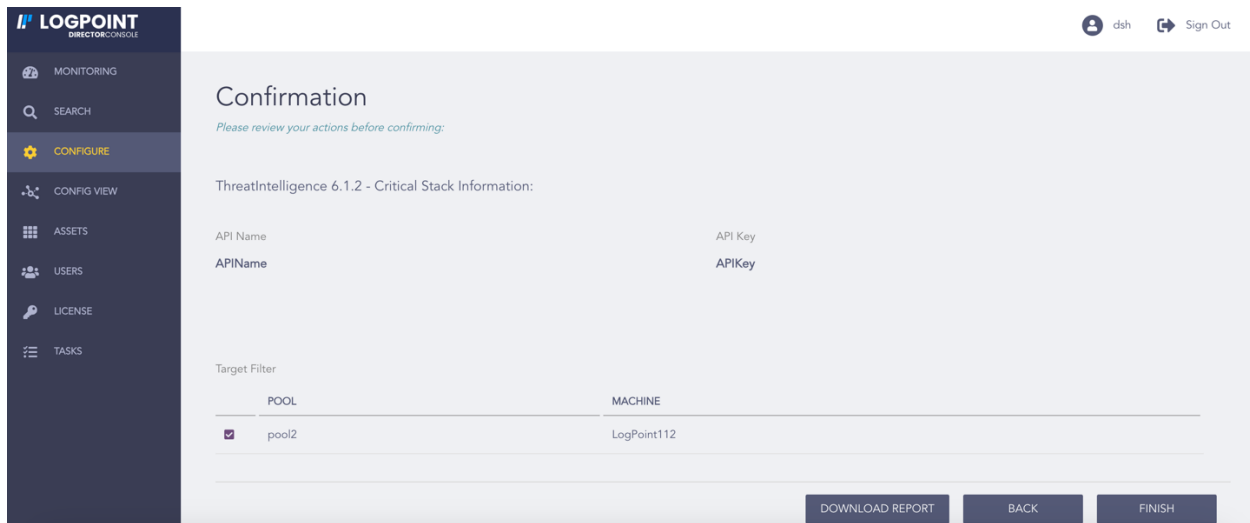 LOGPOINT
DIRECTORCONSOLE
dsh Sign Out
MONITORING
SEARCH
CONFIGURE
CONFIG VIEW
ASSETS
USERS
LICENSE
TASKS
Confirmation
Please review your actions before confirming:
ThreatIntelligence 6.1.2 - Critical Stack Information:
API Name API Key
APIName APIKey
Target Filter
POOL MACHINE
pool2 LogPoint112
DOWNLOAD REPORT BACK FINISH